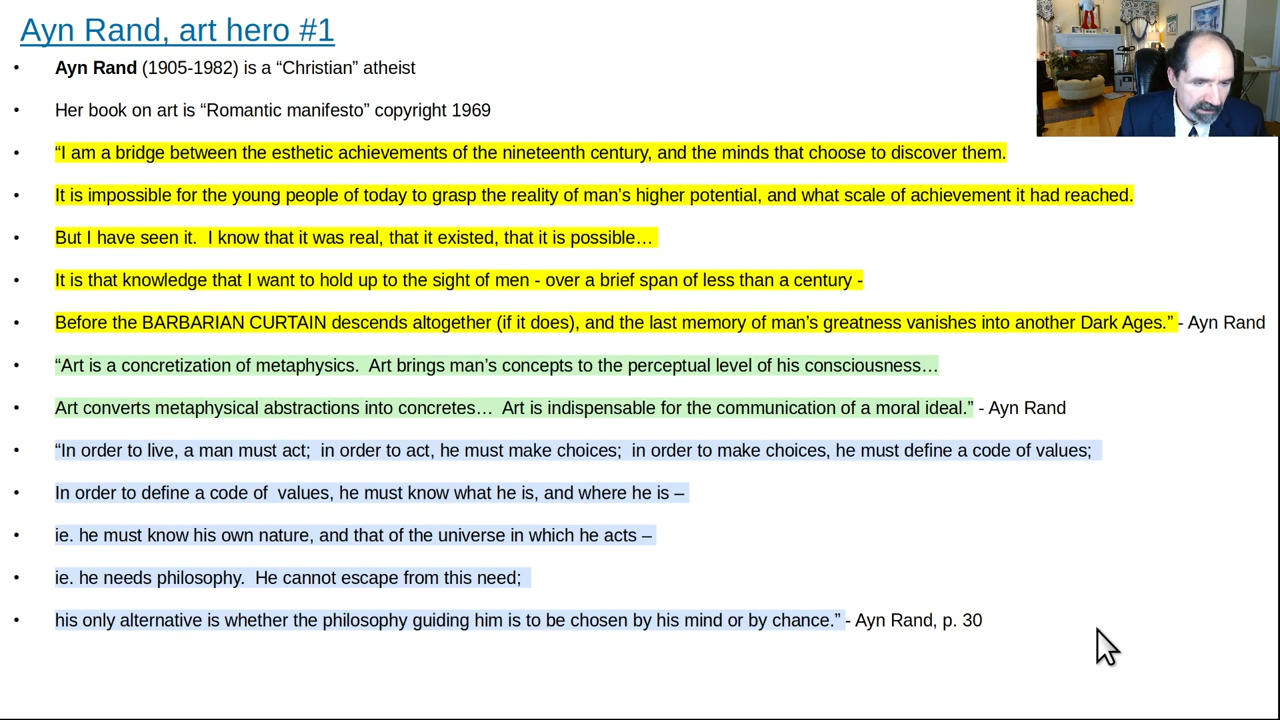 Ayn Rand, art hero #1
• Ayn Rand (1905-1982) is a “Christian” atheist
• Her book on art is “Romantic manifesto” copyright 1969
• “I am a bridge between the esthetic achievements of the nineteenth century, and the minds that choose to discover them.
• It is impossible for the young people of today to grasp the reality of man’s higher potential, and what scale of achievement it had reached.
• But I have seen it.  I know that it was real, that it existed, that it is possible…
• It is that knowledge that I want to hold up to the sight of men - over a brief span of less than a century -
• Before the BARBARIAN CURTAIN descends altogether (if it does), and the last memory of man’s greatness vanishes into another Dark Ages.” - Ayn Rand
• “Art is a concretization of metaphysics.  Art brings man’s concepts to the perceptual level of his consciousness…
• Art converts metaphysical abstractions into concretes…  Art is indispensable for the communication of a moral ideal.” - Ayn Rand
• “In order to live, a man must act;  in order to act, he must make choices;  in order to make choices, he must define a code of values;
• In order to define a code of  values, he must know what he is, and where he is –
• ie. he must know his own nature, and that of the universe in which he acts –
• ie. he needs philosophy.  He cannot escape from this need;
• his only alternative is whether the philosophy guiding him is to be chosen by his mind or by chance.” - Ayn Rand, p. 30